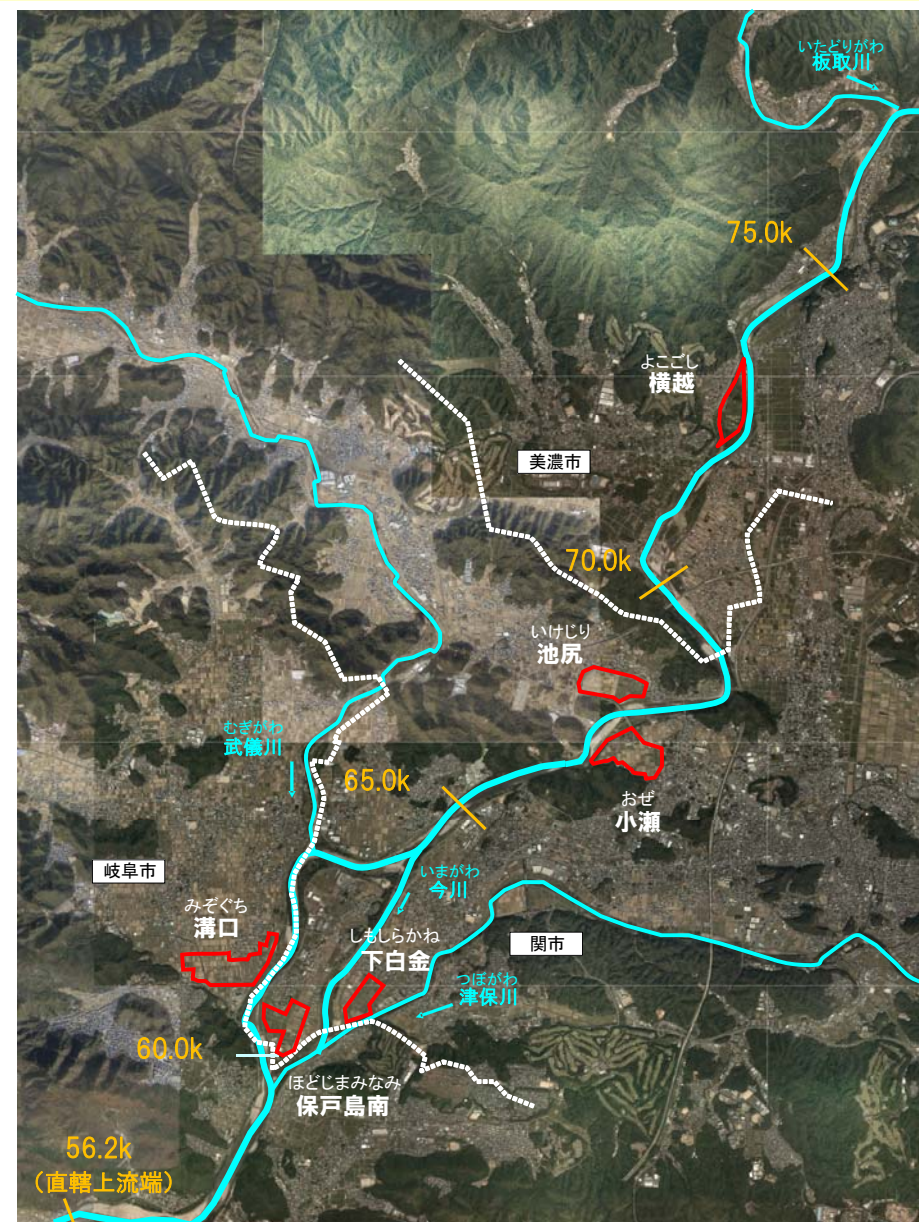 いたどりがわ
板取川
75.0k
よこごし
横越
美濃市
70.0k
いけじり
池尻
むぎがわ
武儀川
65.0k
おぜ
小瀬
岐阜市
いまがわ
今川
みぞぐち
溝口
しもしらかね
下白金
関市
つぼがわ
津保川
60.0k
ほどじまみなみ
保戸島南
56.2k
(直轄上流端)